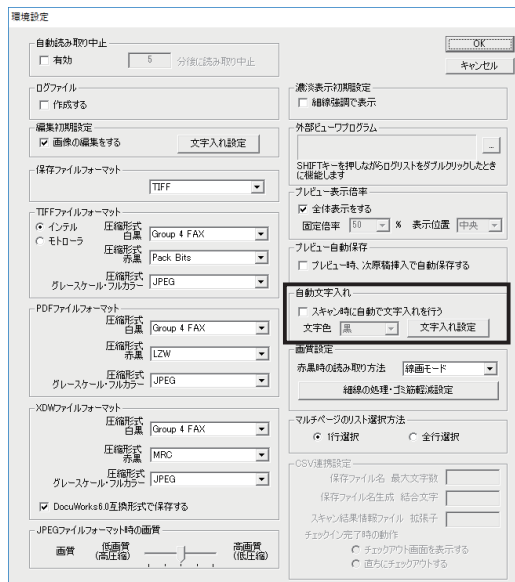 環境設定
自動読み取り中止
有効 5 分後に読み取り中止
ログファイル
作成する
編集初期設定
画像の編集をする 文字入れ設定
保存ファイルフォーマット
TIFF
TIFFファイルフォーマット
インテル
モトローラ
圧縮形式
白黒 Group 4 FAX
圧縮形式
赤黒 Pack Bits
圧縮形式
グレースケール・フルカラー JPEG
PDFファイルフォーマット
圧縮形式
白黒 Group 4 FAX
圧縮形式
赤黒 LZW
圧縮形式
グレースケール・フルカラー JPEG
XDWファイルフォーマット
圧縮形式
白黒 Group 4 FAX
圧縮形式
赤黒 MRC
圧縮形式
グレースケール・フルカラー JPEG
DocuWorks6.0互換形式で保存する
JPEGファイルフォーマット時の画質
画質 低画質 高画質
(高圧縮) (低圧縮)
OK
キャンセル
濃淡表示初期設定
細線強調で表示
外部ビューワプログラム
...
SHIFTキーを押しながらログリストをダブルクリックしたとき
に機能します
プレビュー表示倍率
全体表示をする
固定倍率 50 % 表示位置 中央
プレビュー自動保存
プレビュー時、次原稿挿入で自動保存する
自動文字入れ
スキャン時に自動で文字入れを行う
文字色 黒 文字入れ設定
画質設定
赤黒時の読み取り方法 線画モード
細線の処理・ゴミ筋軽減設定
マルチページのリスト選択方法
1行選択 全行選択
CSV連携設定
保存ファイル名 最大文字数
保存ファイル名生成 結合文字
スキャン結果情報ファイル 拡張子
チェックイン完了時の動作
チェックアウト画面を表示する
直ちにチェックアウトする